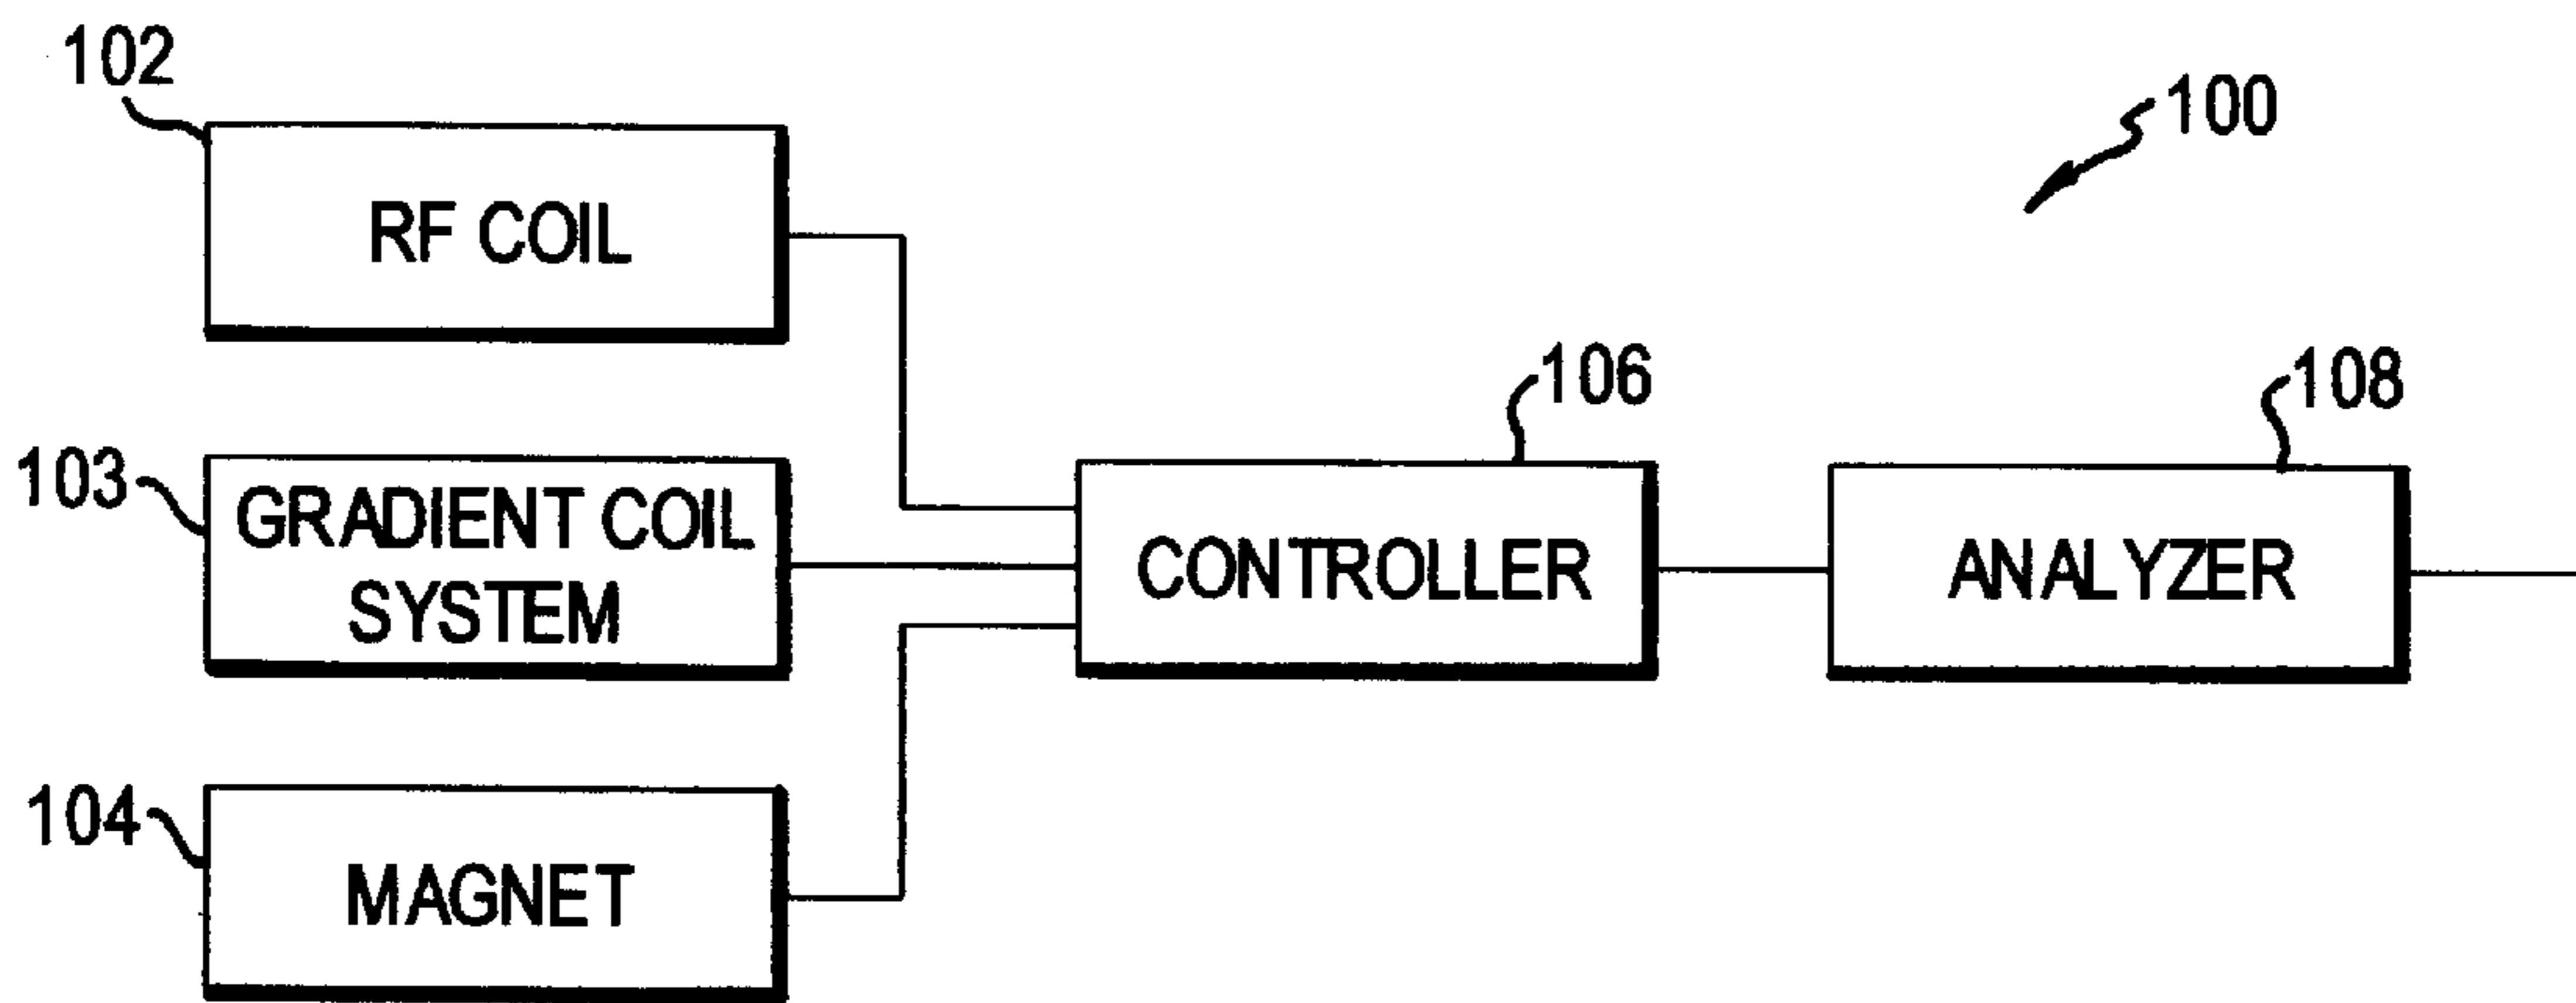 102
RF COIL
100
103
GRADIENT COIL
SYSTEM
106
CONTROLLER
108
ANALYZER
104
MAGNET